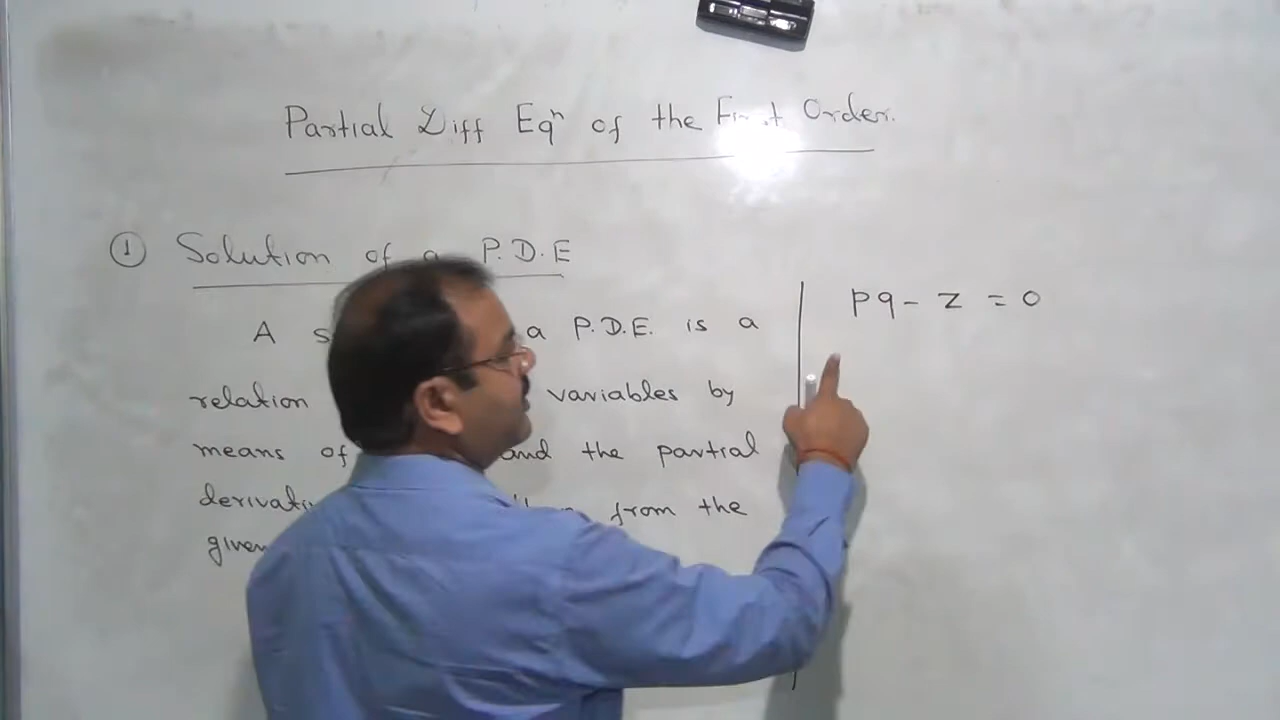 Partial Diff Eqⁿ of the First Order.
① Solution of a P.D.E
A a P.D.E. is a
relation variables by
means of and the partial
from the
given
pq - z = 0